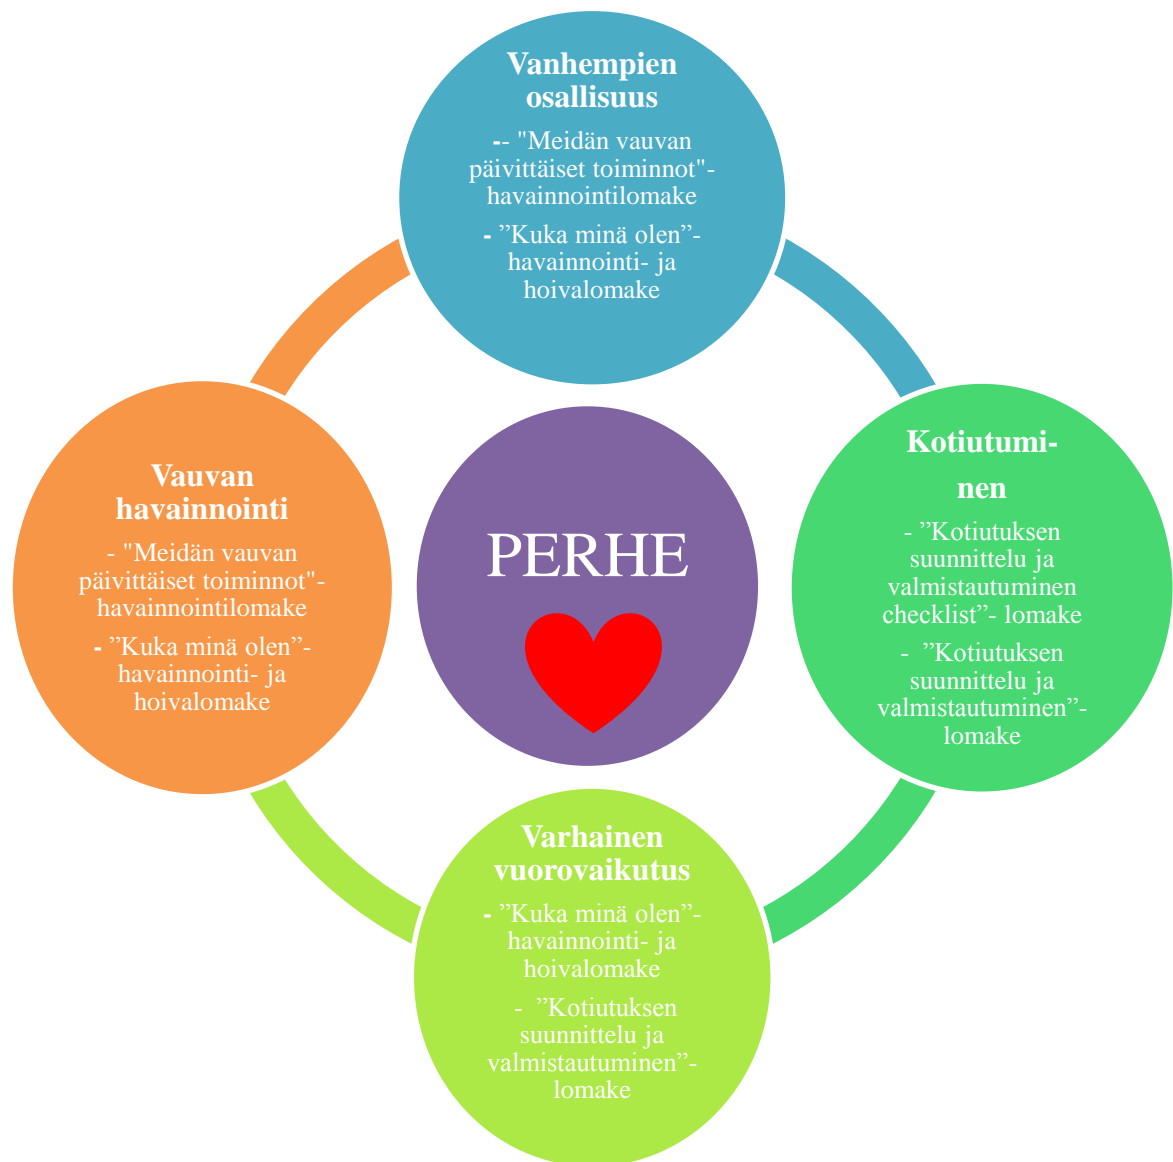 Vanhempien
osallisuus
-- "Meidän vauvan
päivittäiset toiminnot"-
havainnointilomake
- ”Kuka minä olen”-
havainnointi- ja
hoivalomake
Vauvan
havainnointi
- "Meidän vauvan
päivittäiset toiminnot"-
havainnointilomake
- ”Kuka minä olen”-
havainnointi- ja
hoivalomake
PERHE
Kotiutumi-
nen
- ”Kotiutuksen
suunnittelu ja
valmistautuminen
checklist”- lomake
- ”Kotiutuksen
suunnittelu ja
valmistautuminen”-
lomake
Varhainen
vuorovaikutus
- ”Kuka minä olen”-
havainnointi- ja
hoivalomake
- ”Kotiutuksen
suunnittelu ja
valmistautuminen”-
lomake